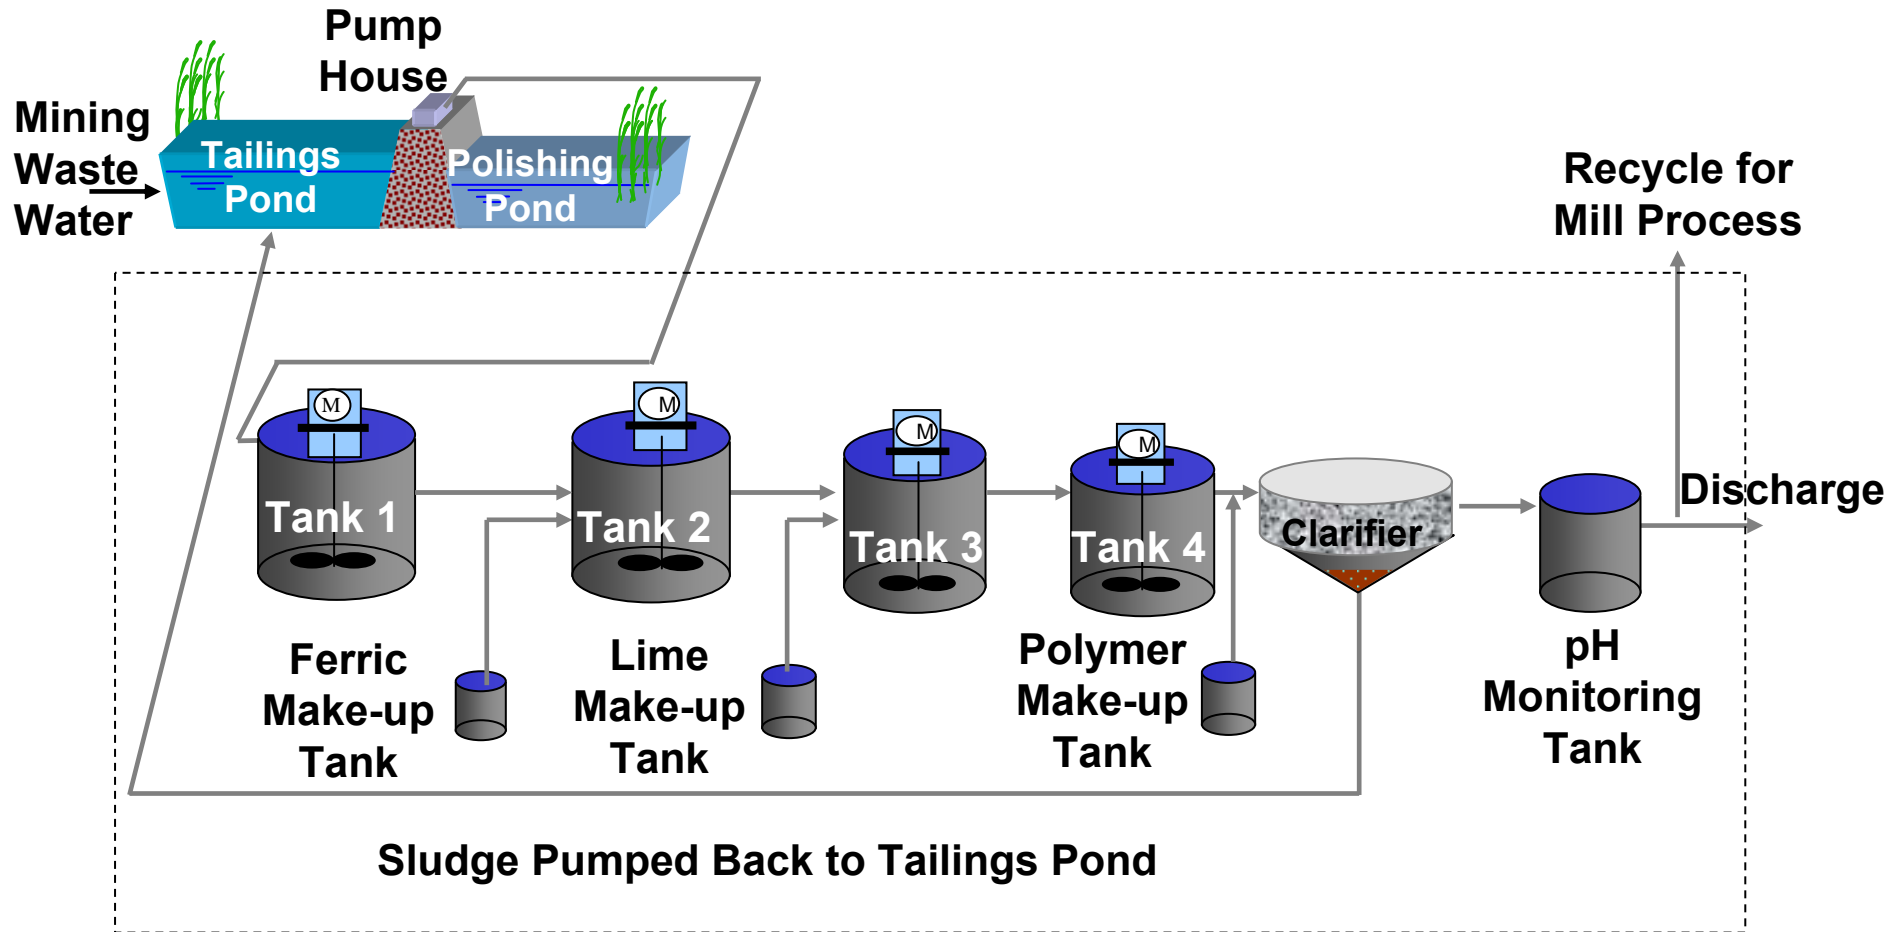 Pump
House
Mining
Waste
Water
Tailings
Pond
Polishing
Pond
Recycle for
Mill Process
M
M
M
M
Tank 1
Tank 2
Tank 3
Tank 4
Clarifier
Discharge
Ferric
Make-up
Tank
Lime
Make-up
Tank
Polymer
Make-up
Tank
pH
Monitoring
Tank
Sludge Pumped Back to Tailings Pond